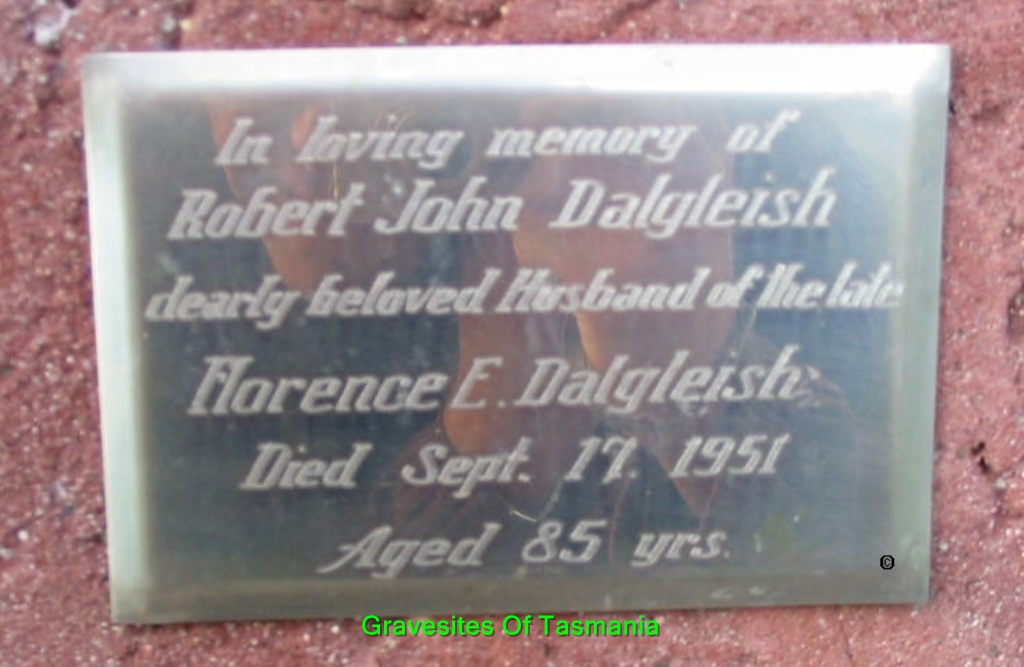 In loving memory of
Robert John Dalgleish
dearly beloved Husband of the late
Florence E. Dalgleish
Died Sept. 17. 1951
Aged 85 yrs.
©
Gravesites Of Tasmania